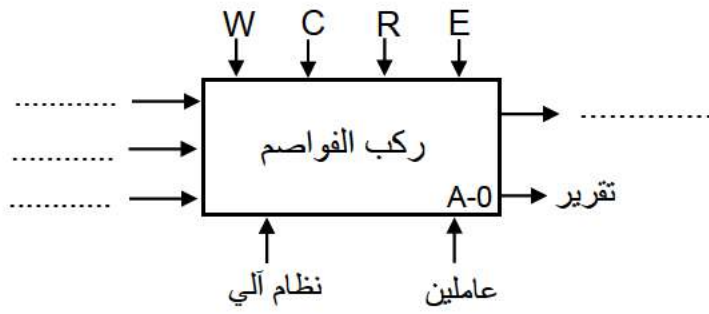 W C R E
............
............
............
ركب الفواصم
A-0
...............
تقرير
نظام آلي
عاملين